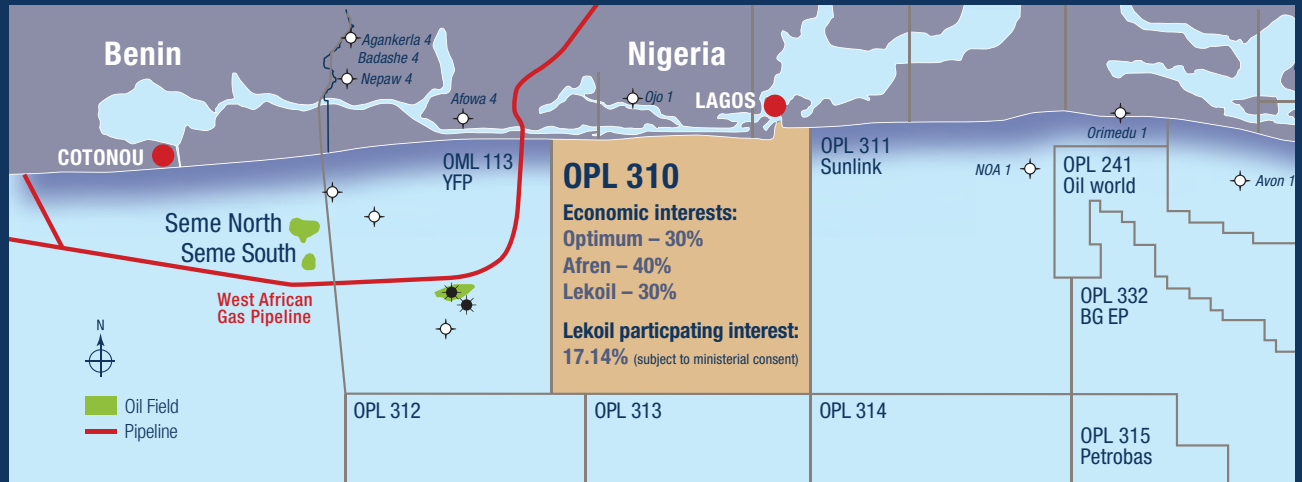 Benin
Nigeria
Agankerla 4
Badashe 4
Nepaw 4
Afowa 4
Ojo 1
LAGOS
COTONOU
Orimedu 1
OML 113
YFP
OPL 310
Economic interests:
Optimum – 30%
Afren – 40%
Lekoil – 30%
Lekoil particpating interest:
17.14% (subject to ministerial consent)
OPL 311
Sunlink
NOA 1
OPL 241
Oil world
Avon 1
Seme North
Seme South
West African
Gas Pipeline
OPL 332
BG EP
N
Oil Field
Pipeline
OPL 312
OPL 313
OPL 314
OPL 315
Petrobas